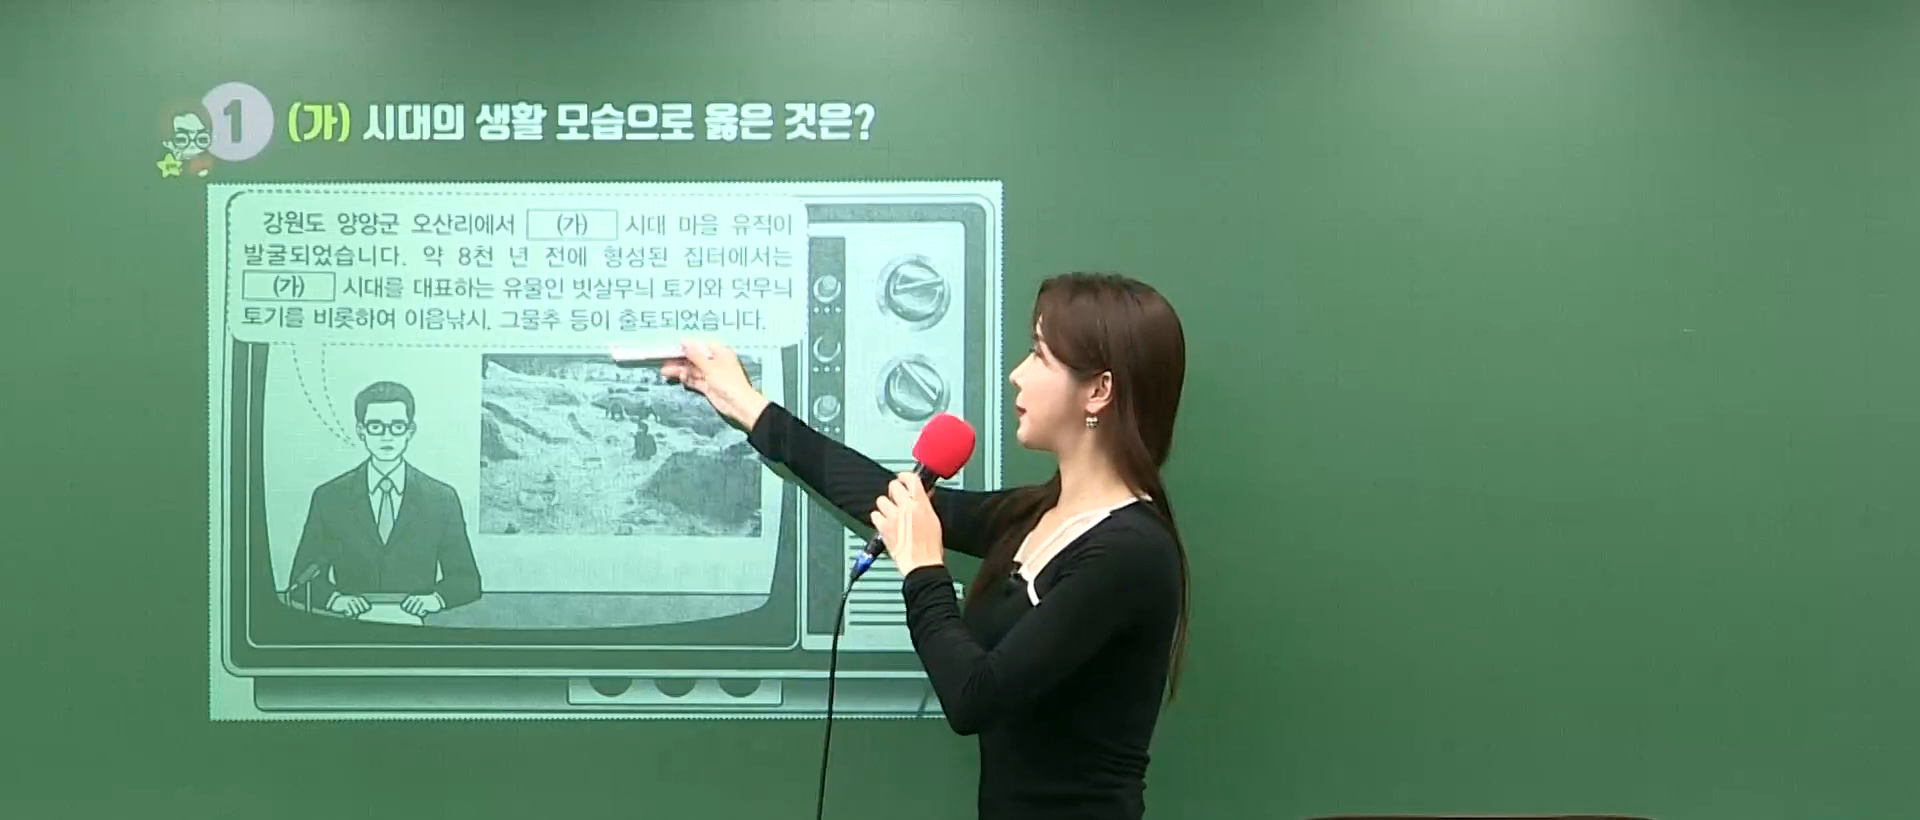 1 (가) 시대의 생활 모습으로 옳은 것은?
강원도 양양군 오산리에서 (가) 시대 마을 유적이
발굴되었습니다. 약 8천 년 전에 형성된 집터에서는
(가) 시대를 대표하는 유물인 빗살무늬 토기와 덧무늬
토기를 비롯하여 이음낚시, 그물추 등이 출토되었습니다.